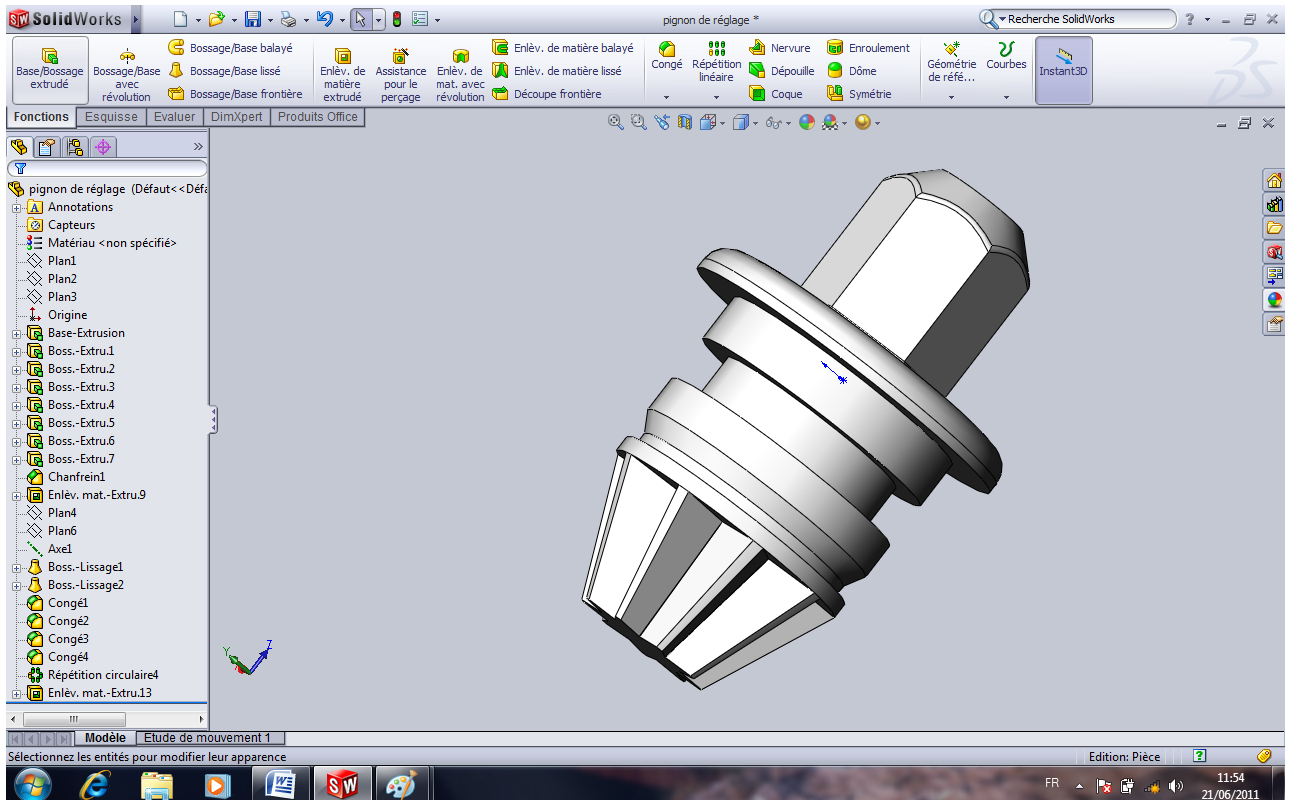 SolidWorks
pignon de réglage *
Recherche SolidWorks
Base/Bossage
extrudé
Bossage/Base
avec
révolution
Bossage/Base balayé
Bossage/Base lissé
Bossage/Base frontière
Enlèv. de
matière
extrudé
Assistance
pour le
perçage
Enlèv. de
mat. avec
révolution
Enlèv. de matière balayé
Enlèv. de matière lissé
Découpe frontière
Congé
Répétition
linéaire
Nervure
Dépouille
Coque
Enroulement
Dôme
Symétrie
Géométrie
de réfé...
Courbes
Instant3D
Fonctions
Esquisse
Evaluer
DimXpert
Produits Office
pignon de réglage (Défaut<<Défa
Annotations
Capteurs
Matériau <non spécifié>
Plan1
Plan2
Plan3
Origine
Base-Extrusion
Boss.-Extru.1
Boss.-Extru.2
Boss.-Extru.3
Boss.-Extru.4
Boss.-Extru.5
Boss.-Extru.6
Boss.-Extru.7
Chanfrein1
Enlèv. mat.-Extru.9
Plan4
Plan6
Axe1
Boss.-Lissage1
Boss.-Lissage2
Congé1
Congé2
Congé3
Congé4
Répétition circulaire4
Enlèv. mat.-Extru.13
Y
Z
Modèle
Etude de mouvement 1
Sélectionnez les entités pour modifier leur apparence
Edition: Pièce
FR
11:54
21/06/2011